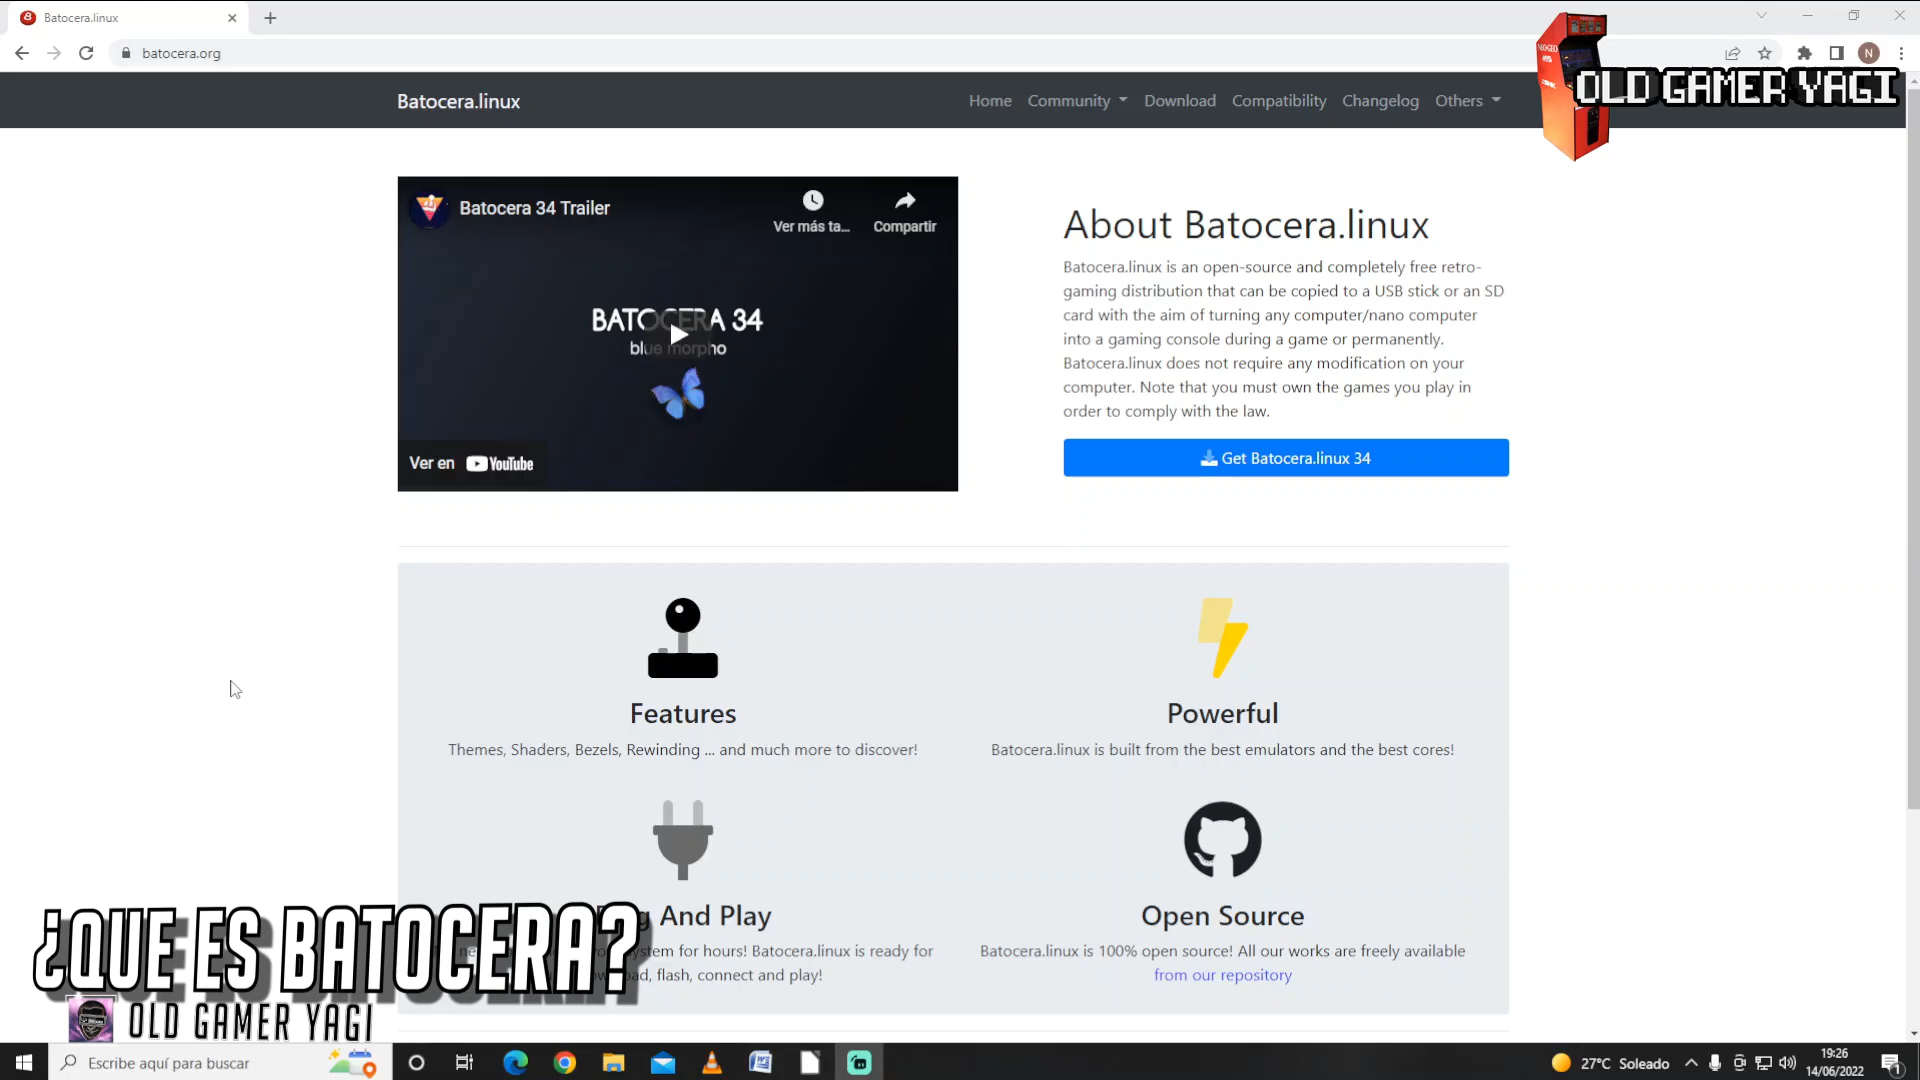 Batocera.linux
batocera.org
N
OLD GAMER YAGI
Batocera.linux
Home
Community
Download
Compatibility
Changelog
Others
Batocera 34 Trailer
Ver más ta...
Compartir
BATOCERA 34
blue morpho
Ver en YouTube
About Batocera.linux
Batocera.linux is an open-source and completely free retro-
gaming distribution that can be copied to a USB stick or an SD
card with the aim of turning any computer/nano computer
into a gaming console during a game or permanently.
Batocera.linux does not require any modification on your
computer. Note that you must own the games you play in
order to comply with the law.
Get Batocera.linux 34
Features
Themes, Shaders, Bezels, Rewinding ... and much more to discover!
Powerful
Batocera.linux is built from the best emulators and the best cores!
And Play
system for hours! Batocera.linux is ready for
flash, connect and play!
Open Source
Batocera.linux is 100% open source! All our works are freely available
from our repository
¿QUE ES BATOCERA?
OLD GAMER YAGI
Escribe aquí para buscar
27°C Soleado
19:26
14/06/2022
1